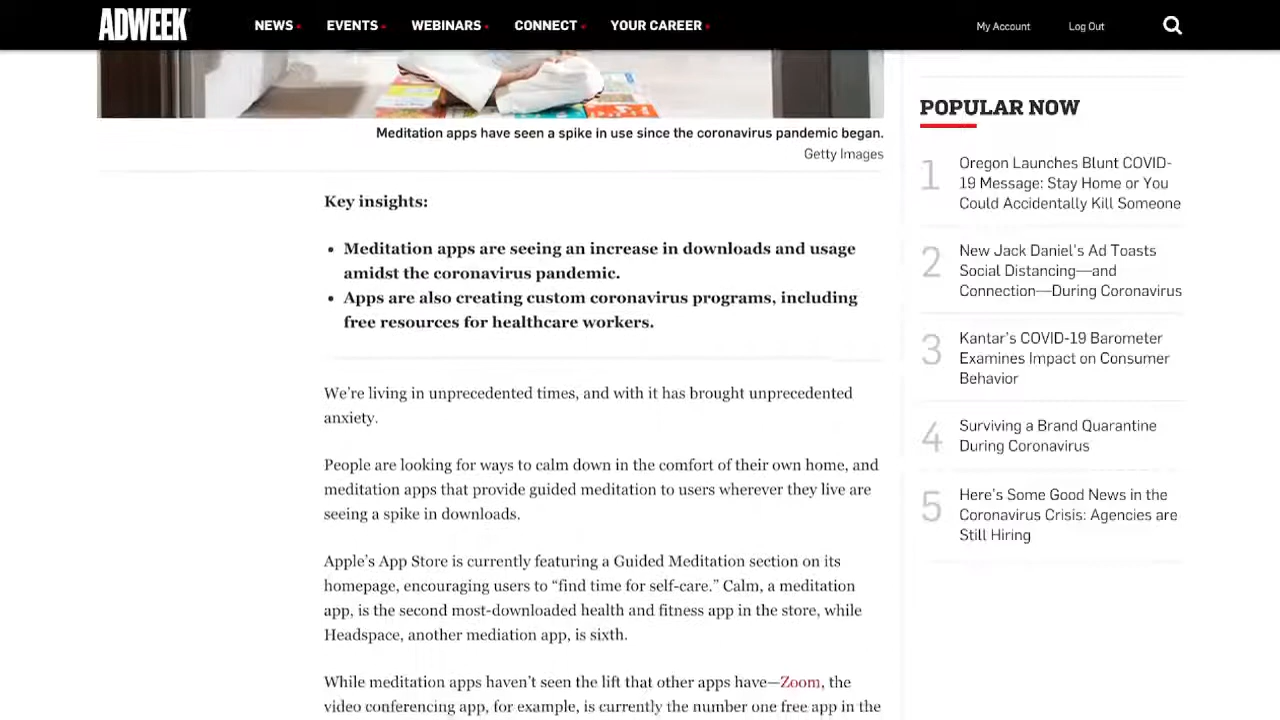 ADWEEK
NEWS
EVENTS
WEBINARS
CONNECT
YOUR CAREER
My Account
Log Out
Meditation apps have seen a spike in use since the coronavirus pandemic began.
Getty Images
Key insights:
Meditation apps are seeing an increase in downloads and usage
amidst the coronavirus pandemic.
Apps are also creating custom coronavirus programs, including
free resources for healthcare workers.
We're living in unprecedented times, and with it has brought unprecedented
anxiety.
People are looking for ways to calm down in the comfort of their own home, and
meditation apps that provide guided meditation to users wherever they live are
seeing a spike in downloads.
Apple's App Store is currently featuring a Guided Meditation section on its
homepage, encouraging users to “find time for self-care.” Calm, a meditation
app, is the second most-downloaded health and fitness app in the store, while
Headspace, another mediation app, is sixth.
While meditation apps haven't seen the lift that other apps have—Zoom, the
video conferencing app, for example, is currently the number one free app in the
POPULAR NOW
1
Oregon Launches Blunt COVID-
19 Message: Stay Home or You
Could Accidentally Kill Someone
2
New Jack Daniel's Ad Toasts
Social Distancing—and
Connection—During Coronavirus
3
Kantar's COVID-19 Barometer
Examines Impact on Consumer
Behavior
4
Surviving a Brand Quarantine
During Coronavirus
5
Here's Some Good News in the
Coronavirus Crisis: Agencies are
Still Hiring